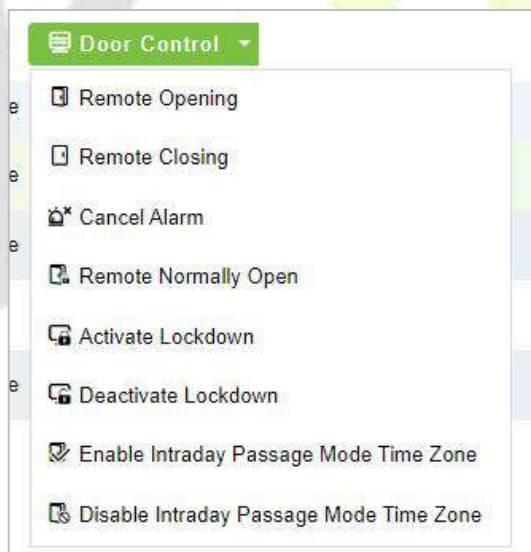 Door Control
e
Remote Opening
e
Remote Closing
e
Cancel Alarm
Remote Normally Open
Activate Lockdown
e
Deactivate Lockdown
Enable Intraday Passage Mode Time Zone
Disable Intraday Passage Mode Time Zone